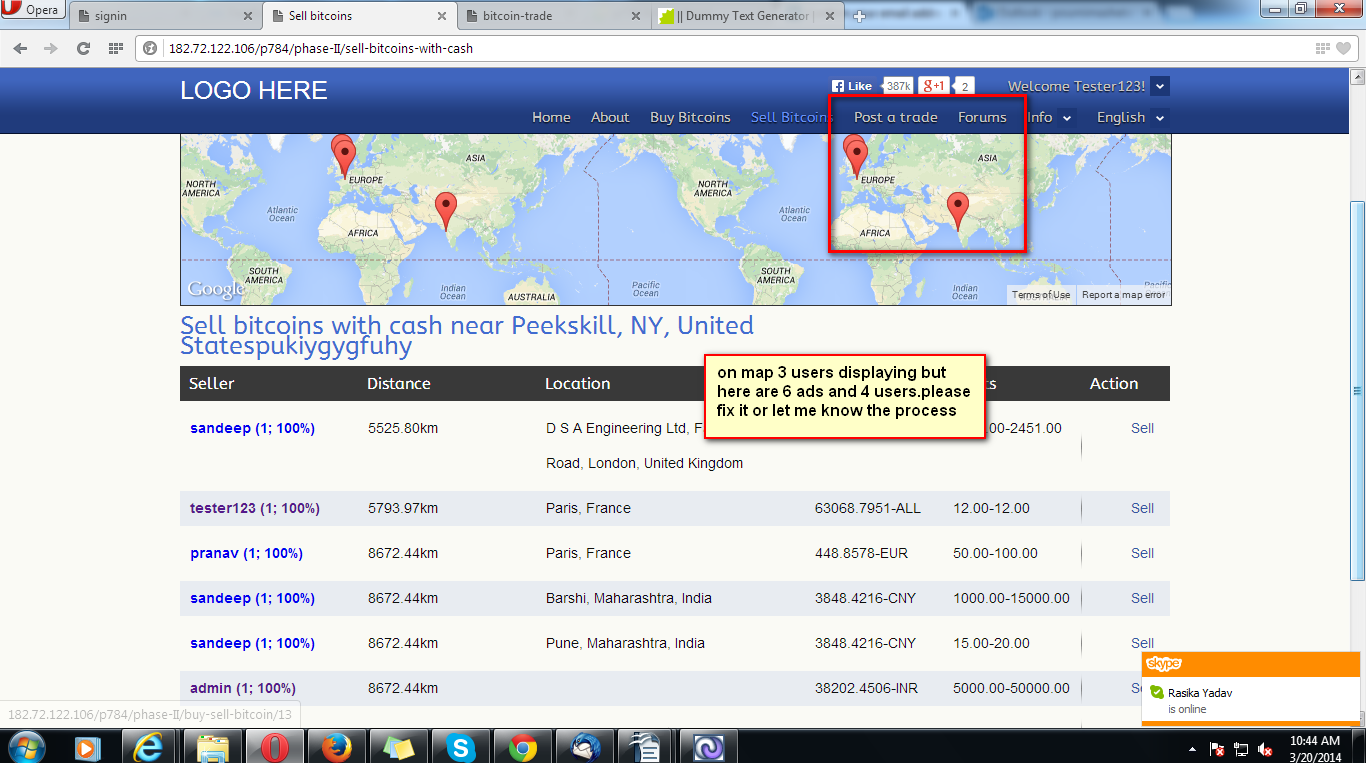 Opera
signin
Sell bitcoins
bitcoin-trade
|| Dummy Text Generator |
182.72.122.106/p784/phase-II/sell-bitcoins-with-cash
LOGO HERE
Like 387k g+1 2
Welcome Tester123!
Home About Buy Bitcoins Sell Bitcoins Post a trade Forums Info English
ASIA ASIA
EUROPE EUROPE
NORTH AMERICA NORTH AMERICA
Atlantic Ocean Atlantic Ocean
AFRICA AFRICA
Pacific Ocean Pacific
SOUTH AMERICA SOUTH AMERICA
Indian Ocean Indian Ocean
AUSTRALIA
Google
Terms of Use Report a map error
Sell bitcoins with cash near Peekskill, NY, United
Statespukiygygfuhy
Seller Distance Location Action
on map 3 users displaying but
here are 6 ads and 4 users.please
fix it or let me know the process
sandeep (1; 100%) 5525.80km D S A Engineering Ltd, F 00-2451.00 Sell
Road, London, United Kingdom
tester123 (1; 100%) 5793.97km Paris, France 63068.7951-ALL 12.00-12.00 Sell
pranav (1; 100%) 8672.44km Paris, France 448.8578-EUR 50.00-100.00 Sell
sandeep (1; 100%) 8672.44km Barshi, Maharashtra, India 3848.4216-CNY 1000.00-15000.00 Sell
sandeep (1; 100%) 8672.44km Pune, Maharashtra, India 3848.4216-CNY 15.00-20.00 Sell
admin (1; 100%) 8672.44km 38202.4506-INR 5000.00-50000.00
skype
Rasika Yadav
is online
182.72.122.106/p784/phase-II/buy-sell-bitcoin/13
10:44 AM
3/20/2014